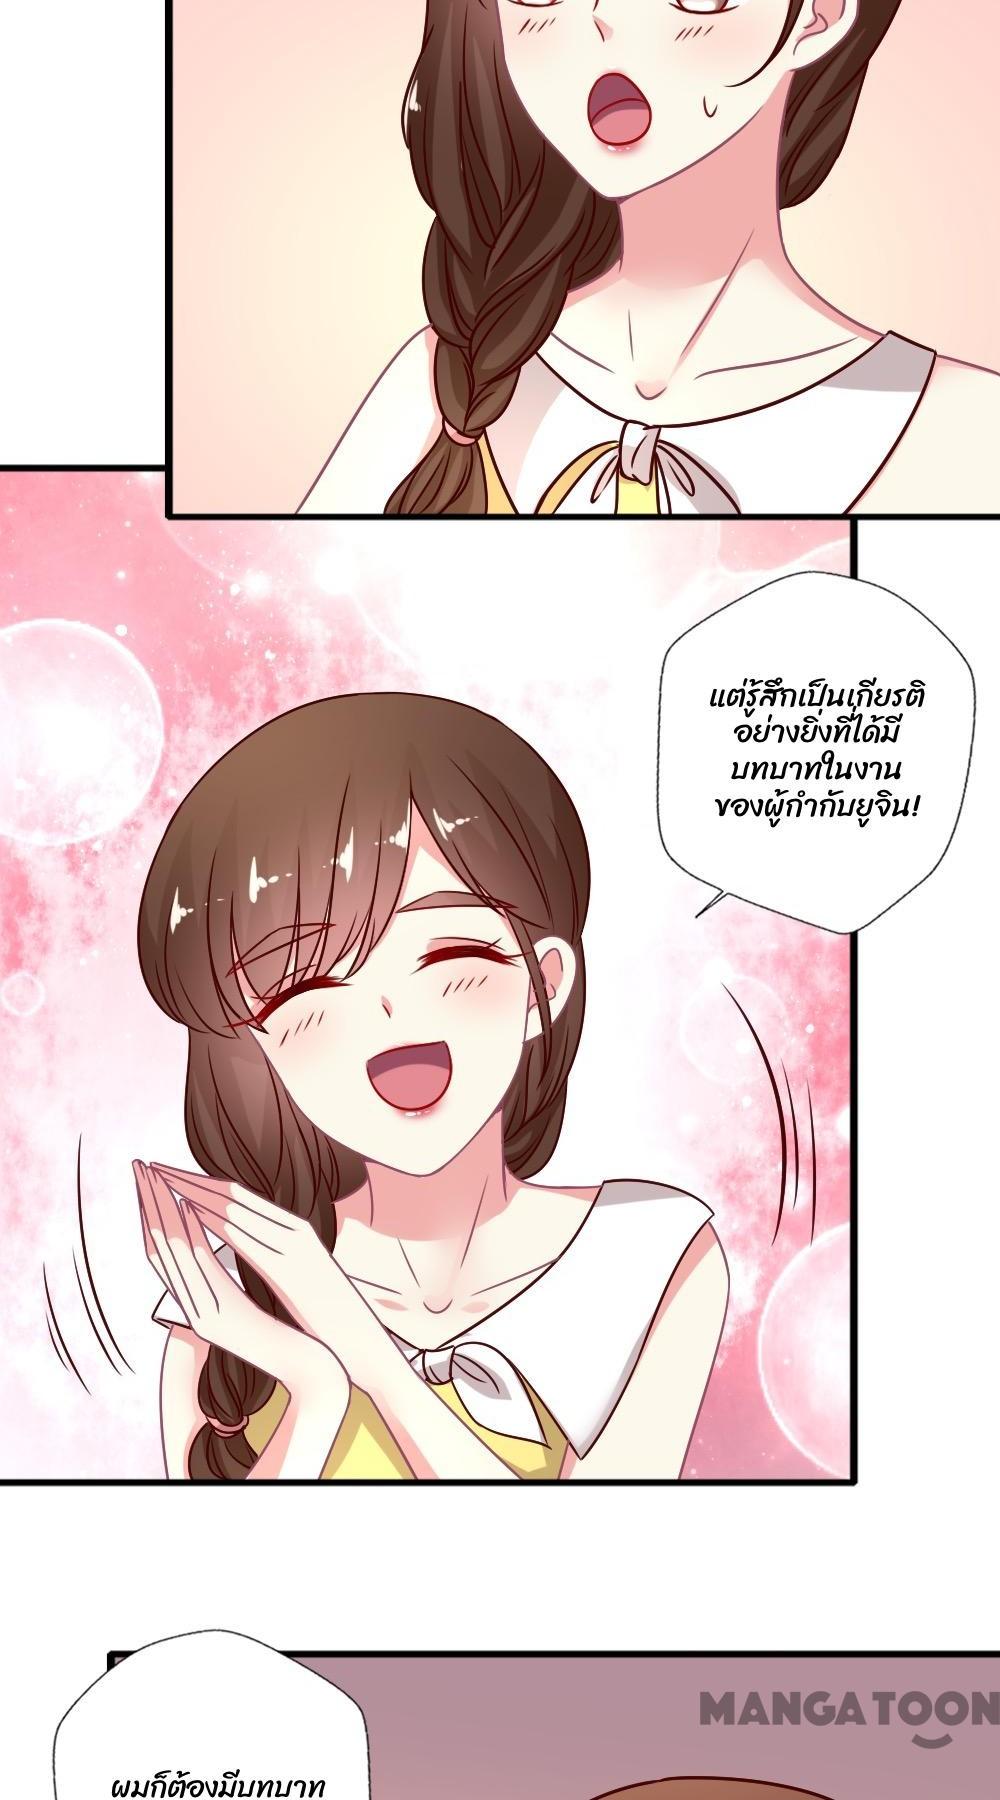 แต่รู้สึกเป็นเกียรติ
อย่างยิ่งที่ได้มี
บทบาทในงาน
ของผู้กำกับยูจิน!
MANGATOON
ผมก็ต้องมีบทบาท